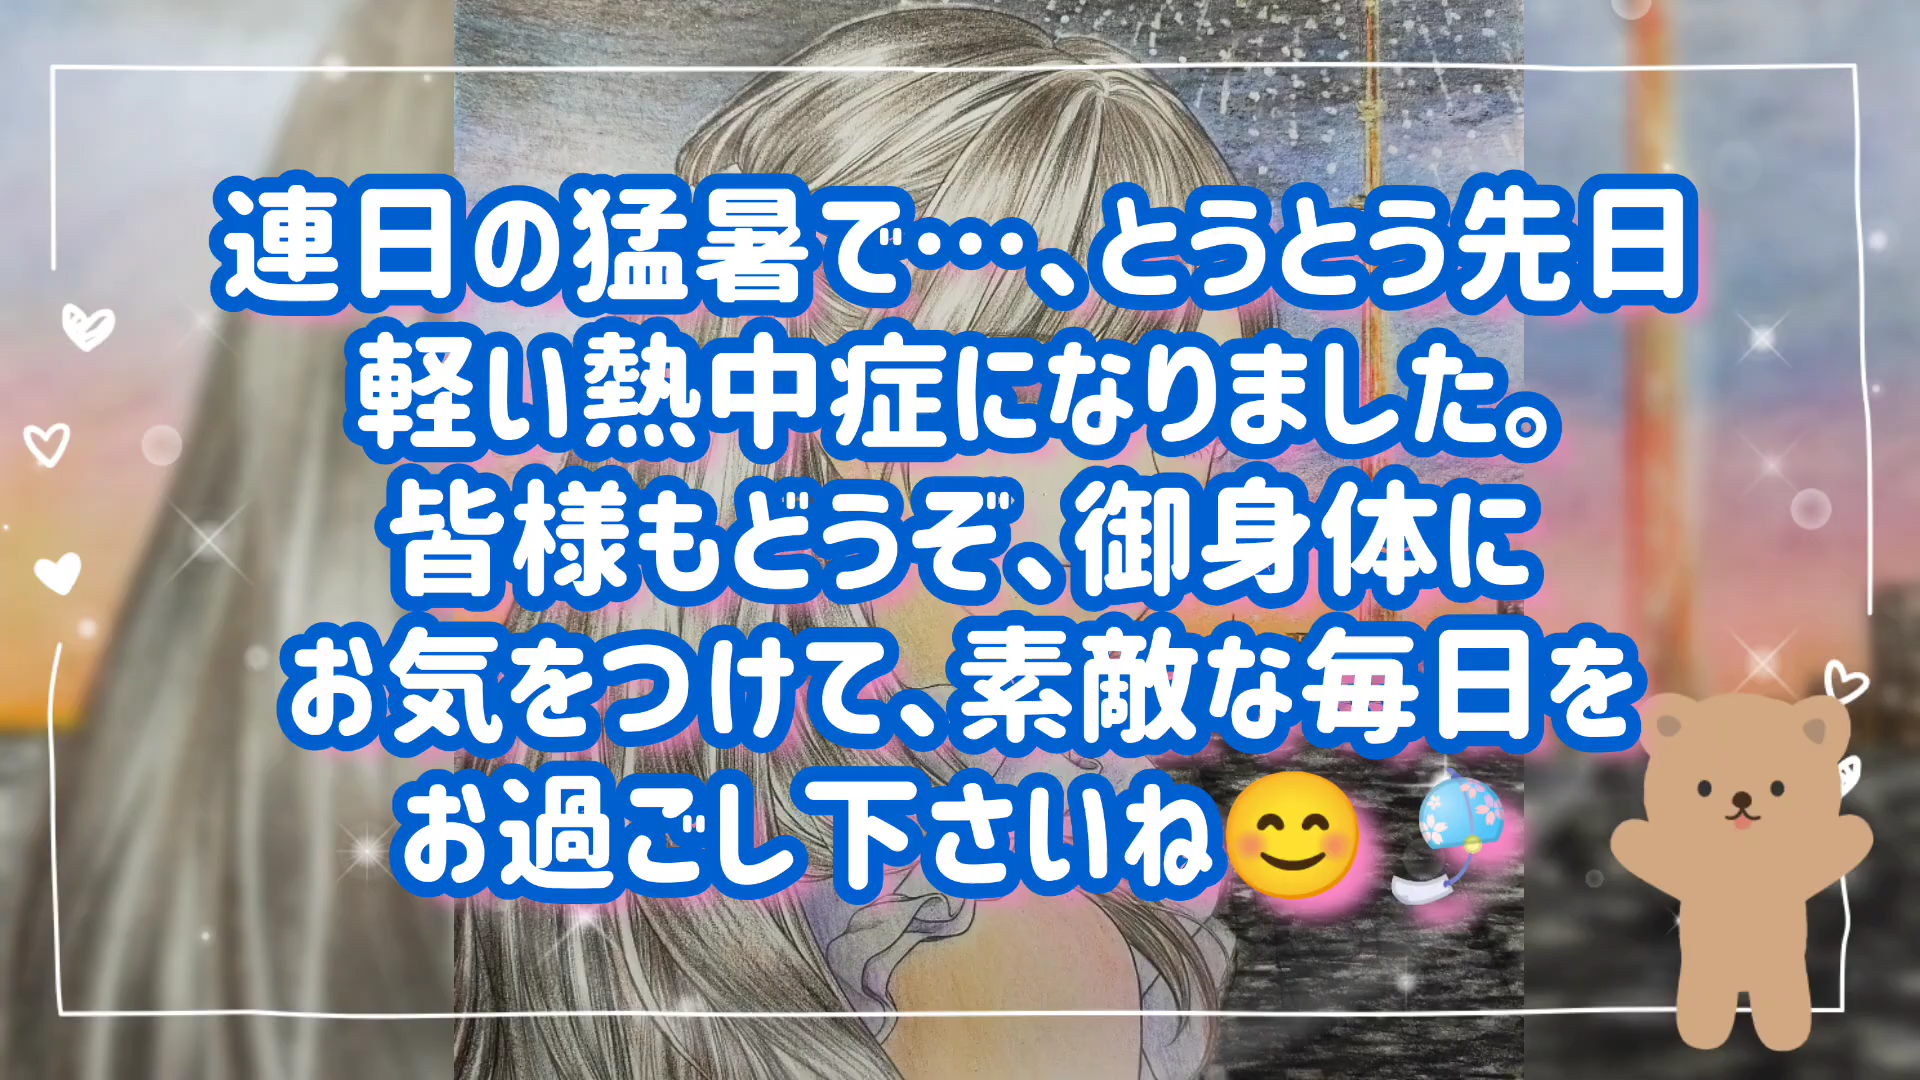 連日の猛暑で…、とうとう先日
軽い熱中症になりました。
皆様もどうぞ、御身体に
お気をつけて、素敵な毎日を
お過ごし下さいね😊🎐